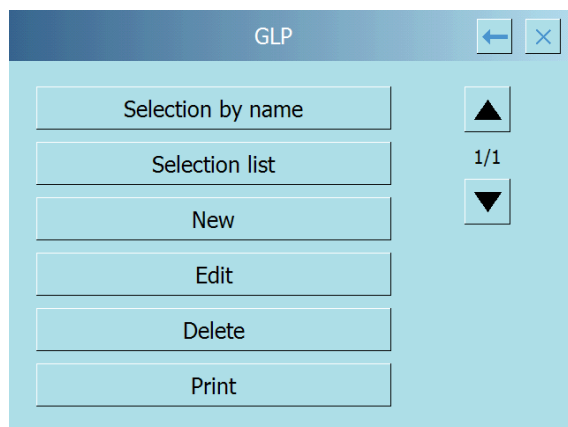 GLP
Selection by name
Selection list
1/1
New
Edit
Delete
Print